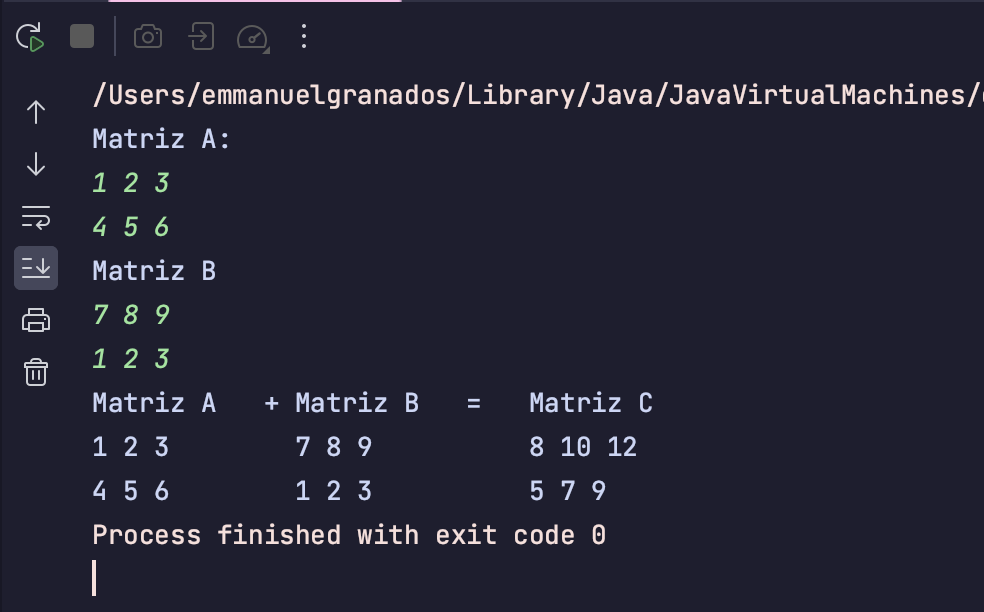 /Users/emmanuelgranados/Library/Java/JavaVirtualMachines/
Matriz A:
1 2 3
4 5 6
Matriz B
7 8 9
1 2 3
Matriz A   + Matriz B   =   Matriz C
1 2 3        7 8 9          8 10 12
4 5 6        1 2 3          5 7 9
Process finished with exit code 0